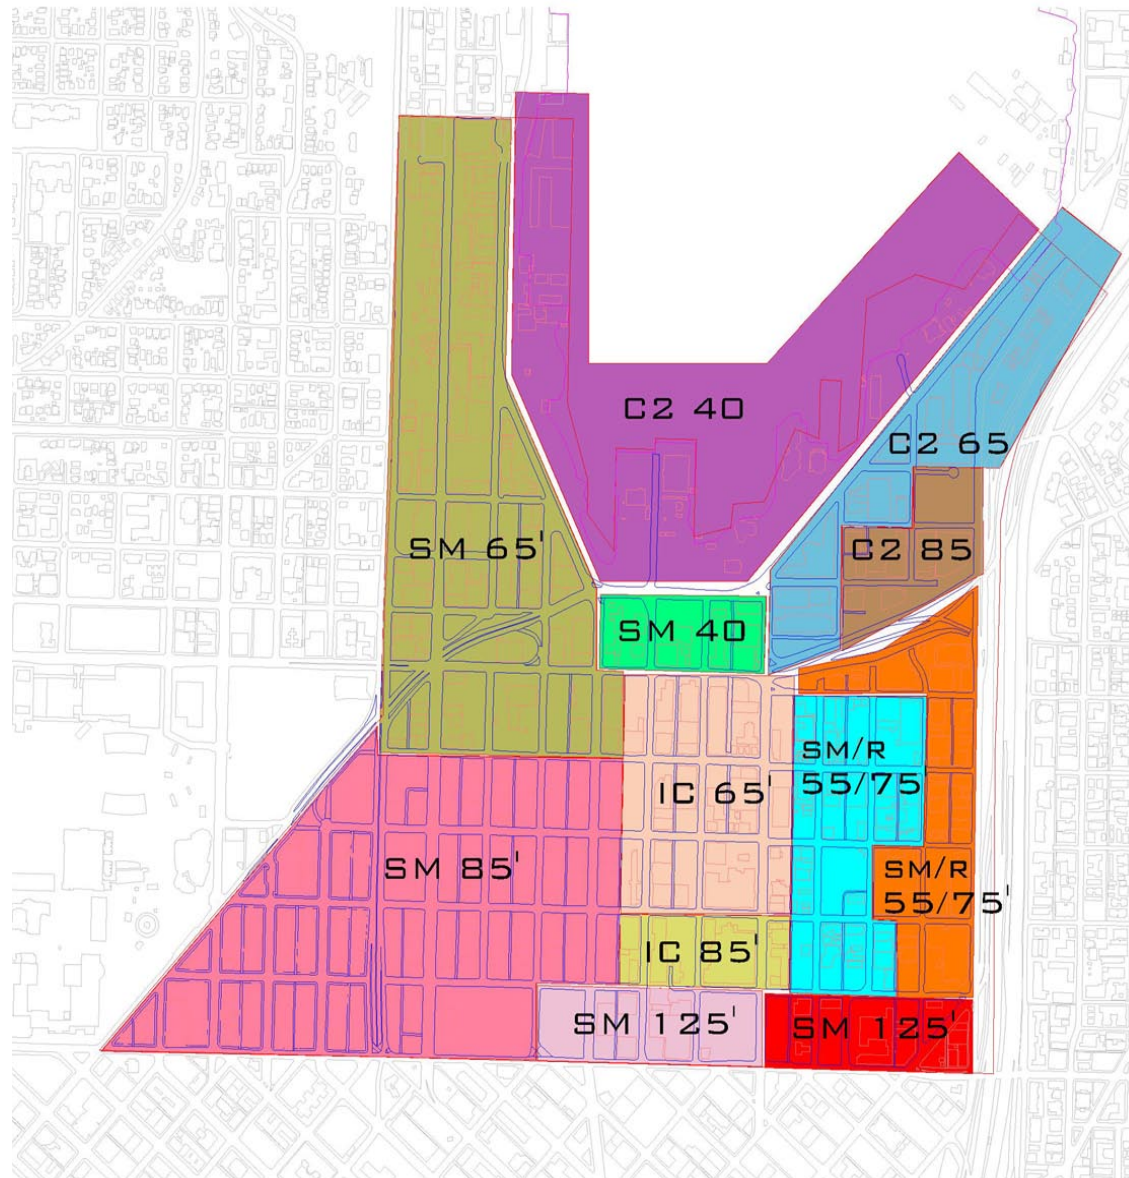 C2 40
C2 65
SM 65'
C2 85
SM 40
SM/R
55/75'
IC 65'
SM 85'
SM/R
55/75'
IC 85'
SM 125'
SM 125'